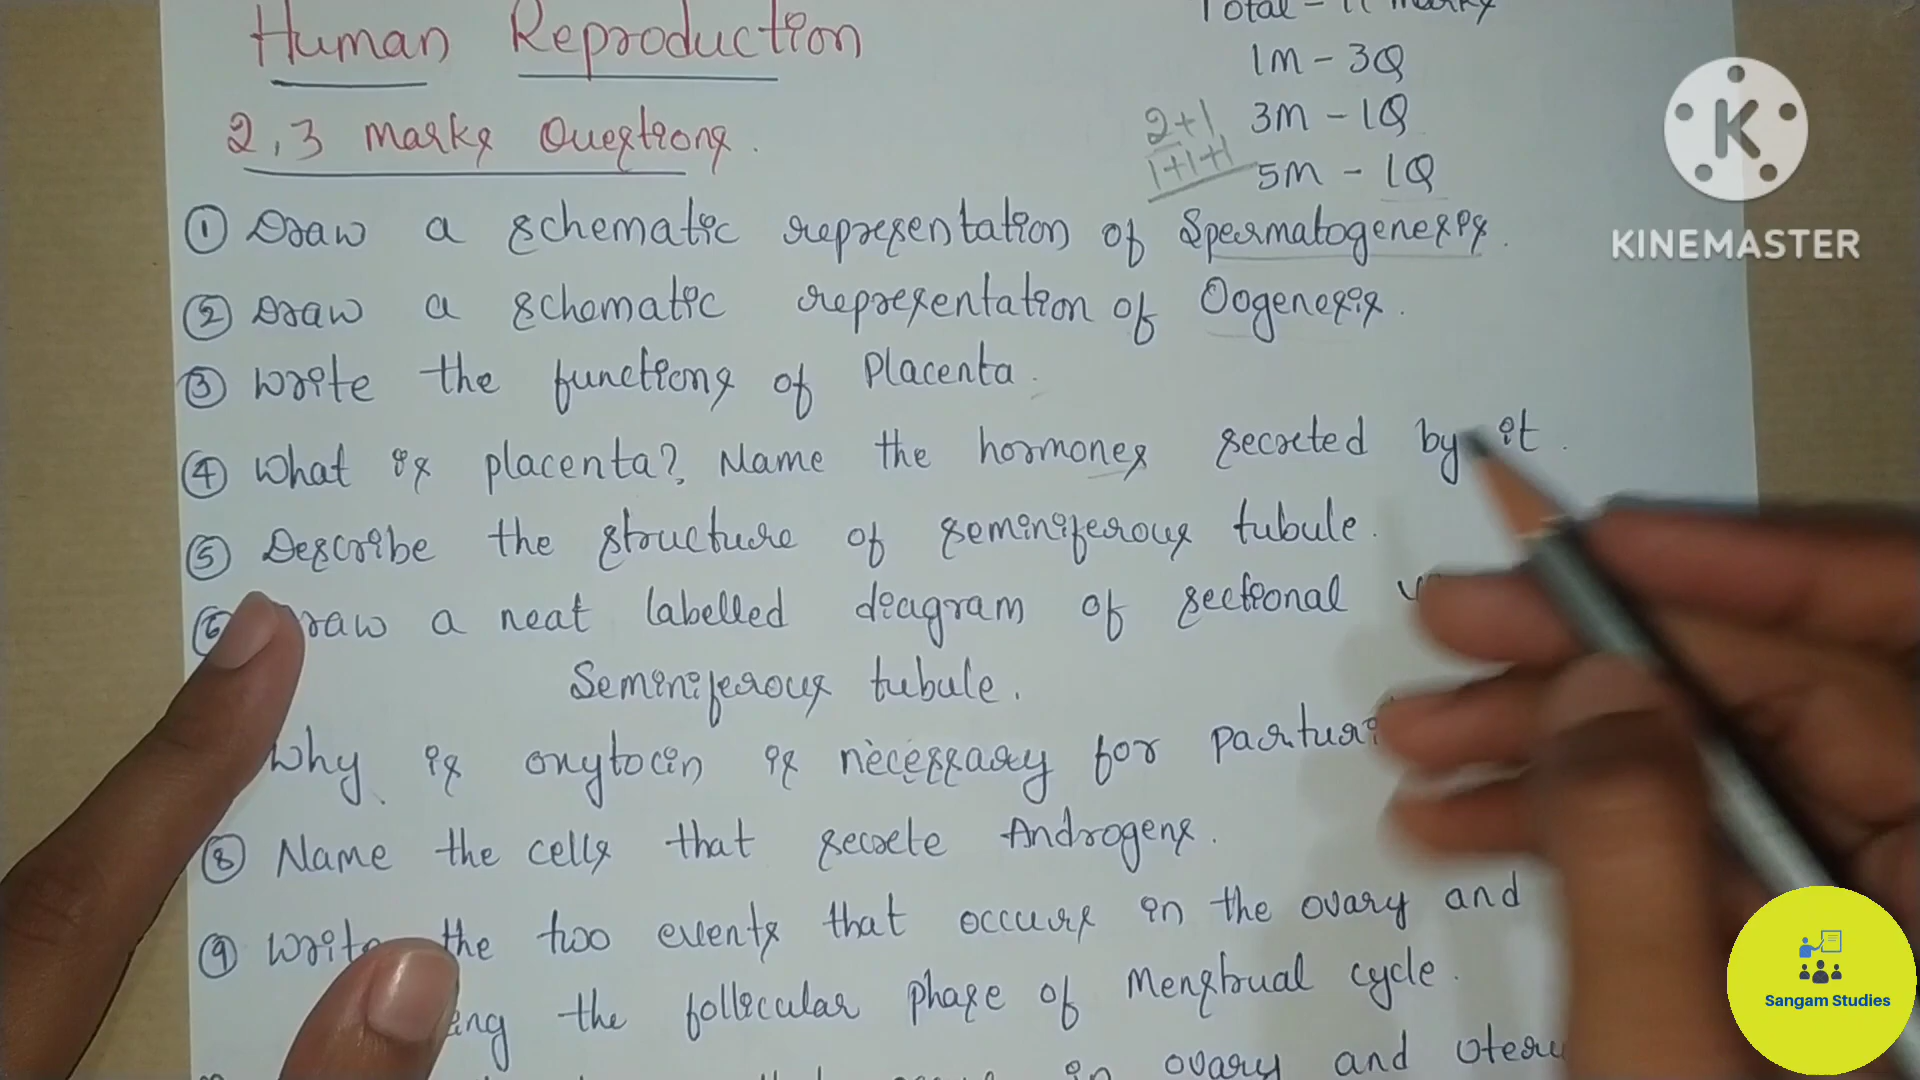 Human Reproduction
Total - 11 marks
1M - 3Q
2+1 3M - 1Q
1+1+1 5M - 1Q
2,3 Marks Questions.
① Draw a schematic representation of Spermatogenesis.
② Draw a schematic representation of Oogenesis.
③ Write the functions of Placenta.
④ What is placenta? Name the hormones secreted by it.
⑤ Describe the structure of seminiferous tubule.
⑥ raw a neat labelled diagram of sectional
Seminiferous tubule.
Why is oxytocin is necessary for partur
⑧ Name the cells that secrete Androgens.
⑨ Write the two events that occurs in the ovary and
ing the follicular phase of Menstrual cycle.
in ovary and uteru
KINEMASTER
Sangam Studies